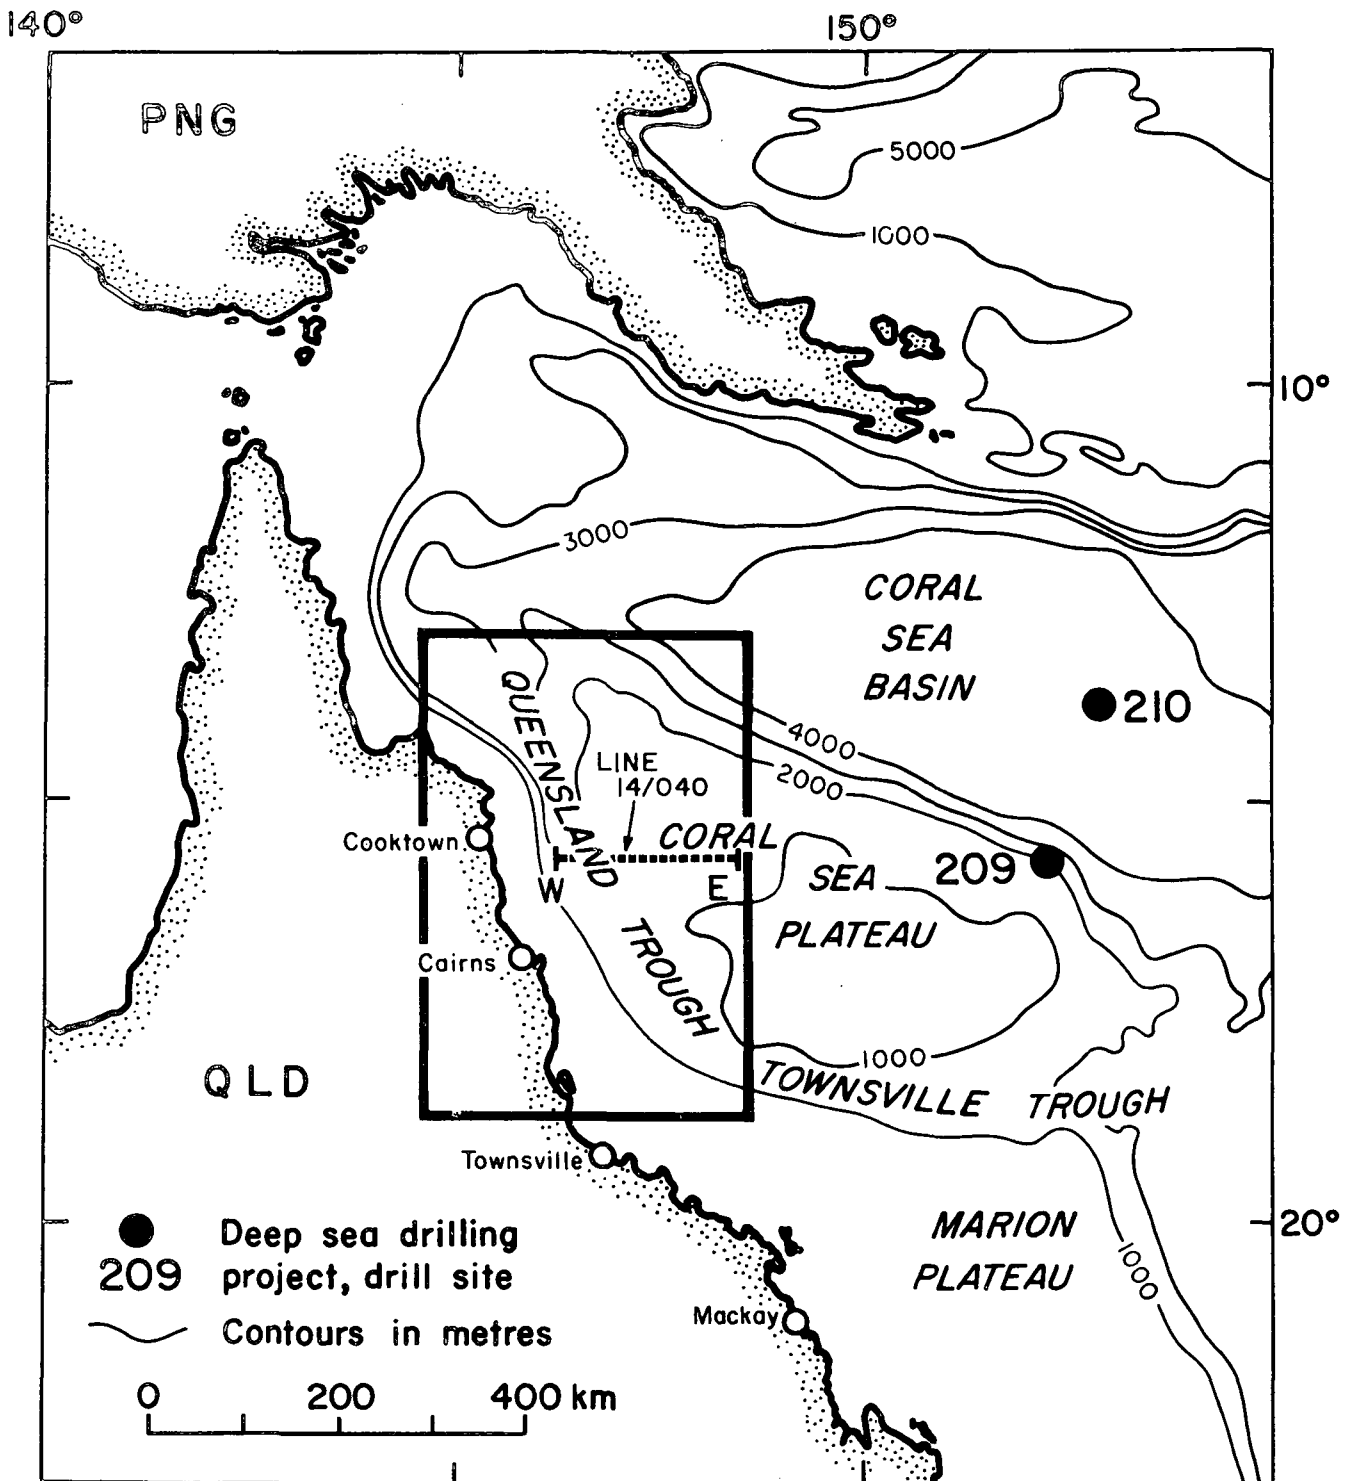 140°
150°
PNG
5000
1000
10°
3000
CORAL
SEA
BASIN
210
QUEENSLAND
TROUGH
4000
2000
LINE
14/040
CORAL
SEA
PLATEAU
Cooktown
W
E
209
Cairns
1000
QLD
TOWNSVILLE TROUGH
Townsville
20°
MARION
PLATEAU
1000
Mackay
209
Deep sea drilling
project, drill site
Contours in metres
0 200 400 km